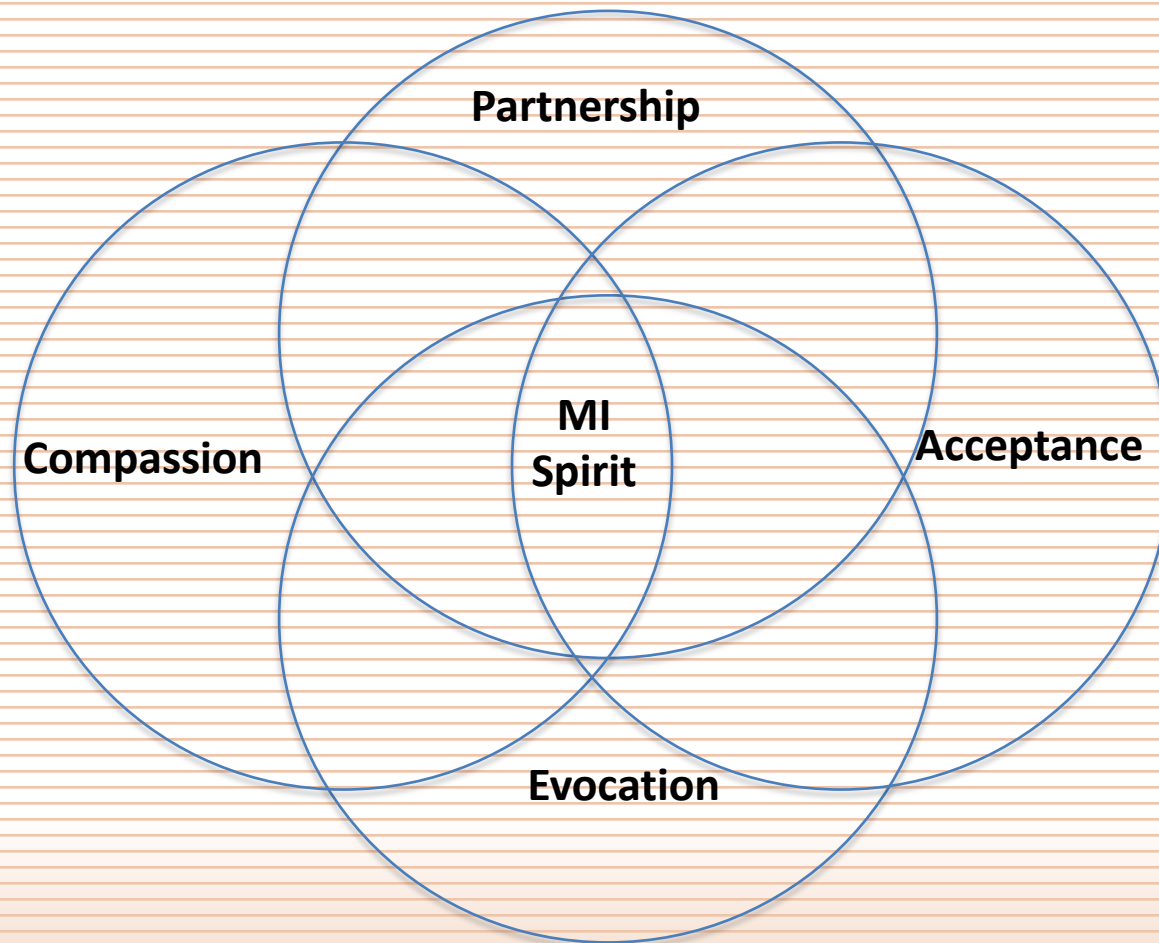 Partnership
MI
Spirit
Compassion
Acceptance
Evocation